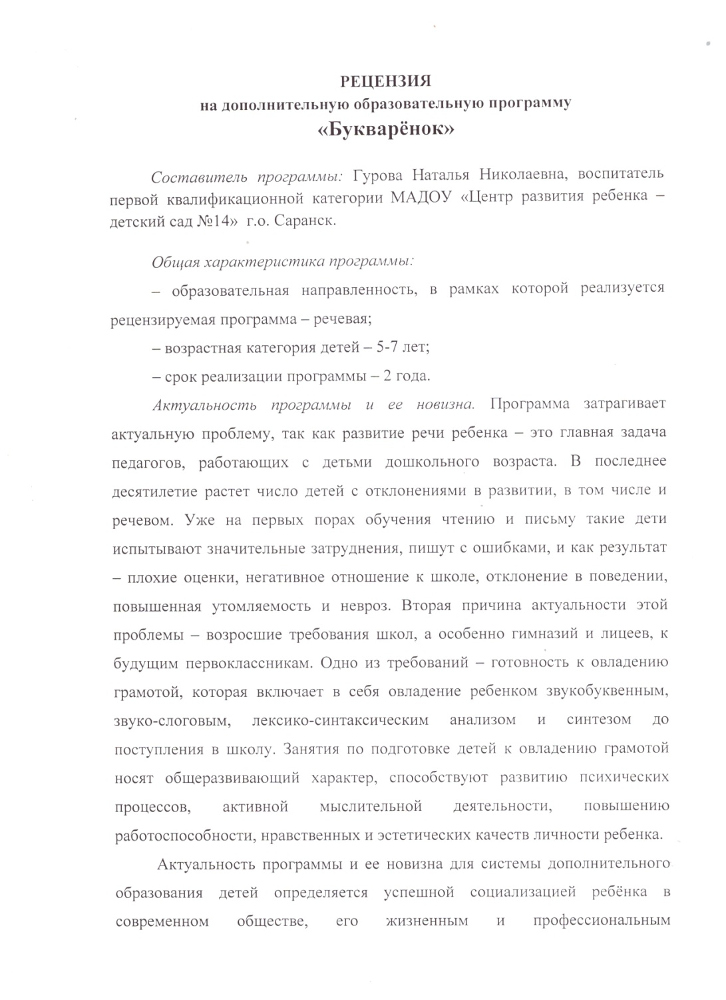 РЕЦЕНЗИЯ
на дополнительную образовательную программу
«Букварёнок»
Составитель программы: Гурова Наталья Николаевна, воспитатель
первой квалификационной категории МАДОУ «Центр развития ребенка –
детский сад №14» г.о. Саранск.
Общая характеристика программы:
– образовательная направленность, в рамках которой реализуется
рецензируемая программа – речевая;
– возрастная категория детей – 5-7 лет;
– срок реализации программы – 2 года.
Актуальность программы и ее новизна. Программа затрагивает
актуальную проблему, так как развитие речи ребенка – это главная задача
педагогов, работающих с детьми дошкольного возраста. В последнее
десятилетие растет число детей с отклонениями в развитии, в том числе и
речевом. Уже на первых порах обучения чтению и письму такие дети
испытывают значительные затруднения, пишут с ошибками, и как результат
– плохие оценки, негативное отношение к школе, отклонение в поведении,
повышенная утомляемость и невроз. Вторая причина актуальности этой
проблемы – возросшие требования школ, а особенно гимназий и лицеев, к
будущим первоклассникам. Одно из требований – готовность к овладению
грамотой, которая включает в себя овладение ребенком звукобуквенным,
звуко-слоговым, лексико-синтаксическим анализом и синтезом до
поступления в школу. Занятия по подготовке детей к овладению грамотой
носят общеразвивающий характер, способствуют развитию психических
процессов, активной мыслительной деятельности, повышению
работоспособности, нравственных и эстетических качеств личности ребенка.
Актуальность программы и ее новизна для системы дополнительного
образования детей определяется успешной социализацией ребёнка в
современном обществе, его жизненным и профессиональным